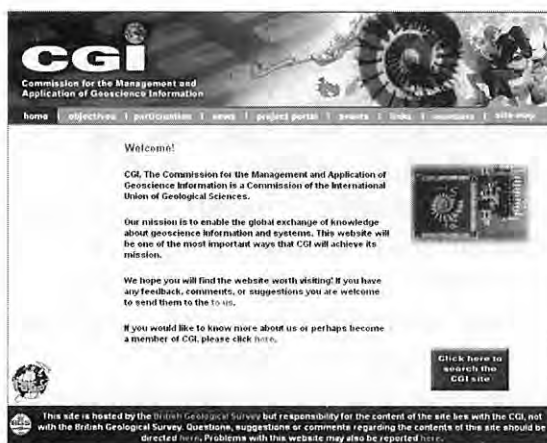 CGI
Commission for the Management and
Application of Geoscience Information
home | objectives | participation | news | project portal | events | links | members | site map
Welcome!
CGI, The Commission for the Management and Application of
Geoscience Information is a Commission of the International
Union of Geological Sciences.
Our mission is to enable the global exchange of knowledge
about geoscience information and systems. This website will
be one of the most important ways that CGI will achieve its
mission.
We hope you will find the website worth visiting! If you have
any feedback, comments, or suggestions you are welcome
to send them to the to us.
If you would like to know more about us or perhaps become
a member of CGI, please click here.
Click here to
search the
CGI site
This site is hosted by the British Geological Survey but responsibility for the content of the site lies with the CGI, not
with the British Geological Survey. Questions, suggestions or comments regarding the contents of this site should be
directed here. Problems with this website may also be reported here.